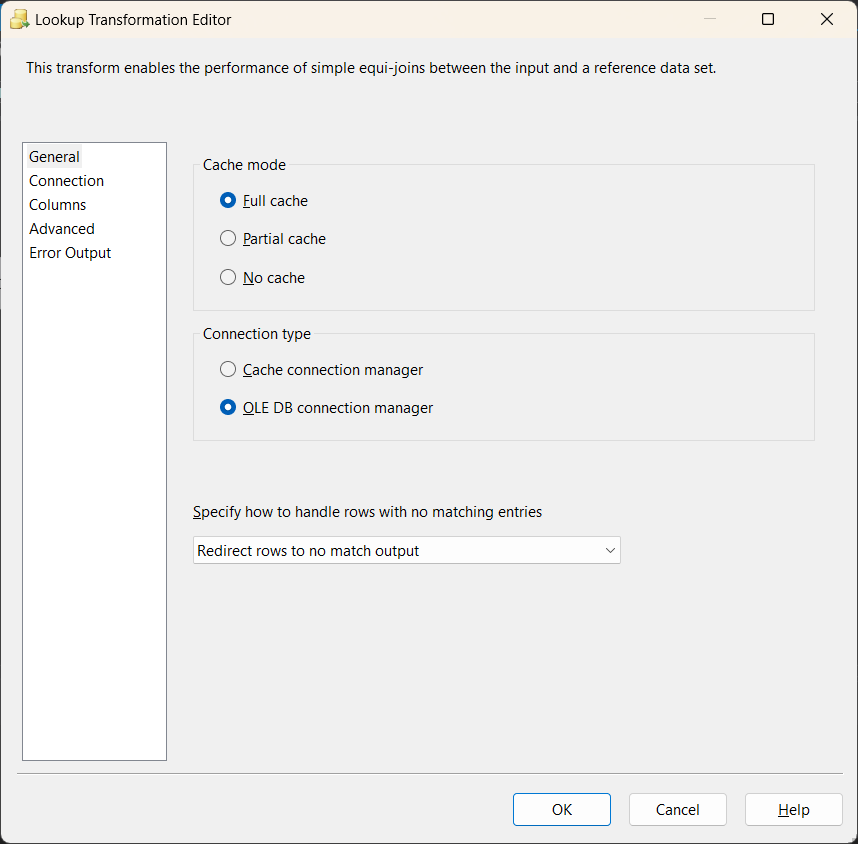 Lookup Transformation Editor
This transform enables the performance of simple equi-joins between the input and a reference data set.
General
Connection
Columns
Advanced
Error Output
Cache mode
Full cache
Partial cache
No cache
Connection type
Cache connection manager
OLE DB connection manager
Specify how to handle rows with no matching entries
Redirect rows to no match output
OK
Cancel
Help